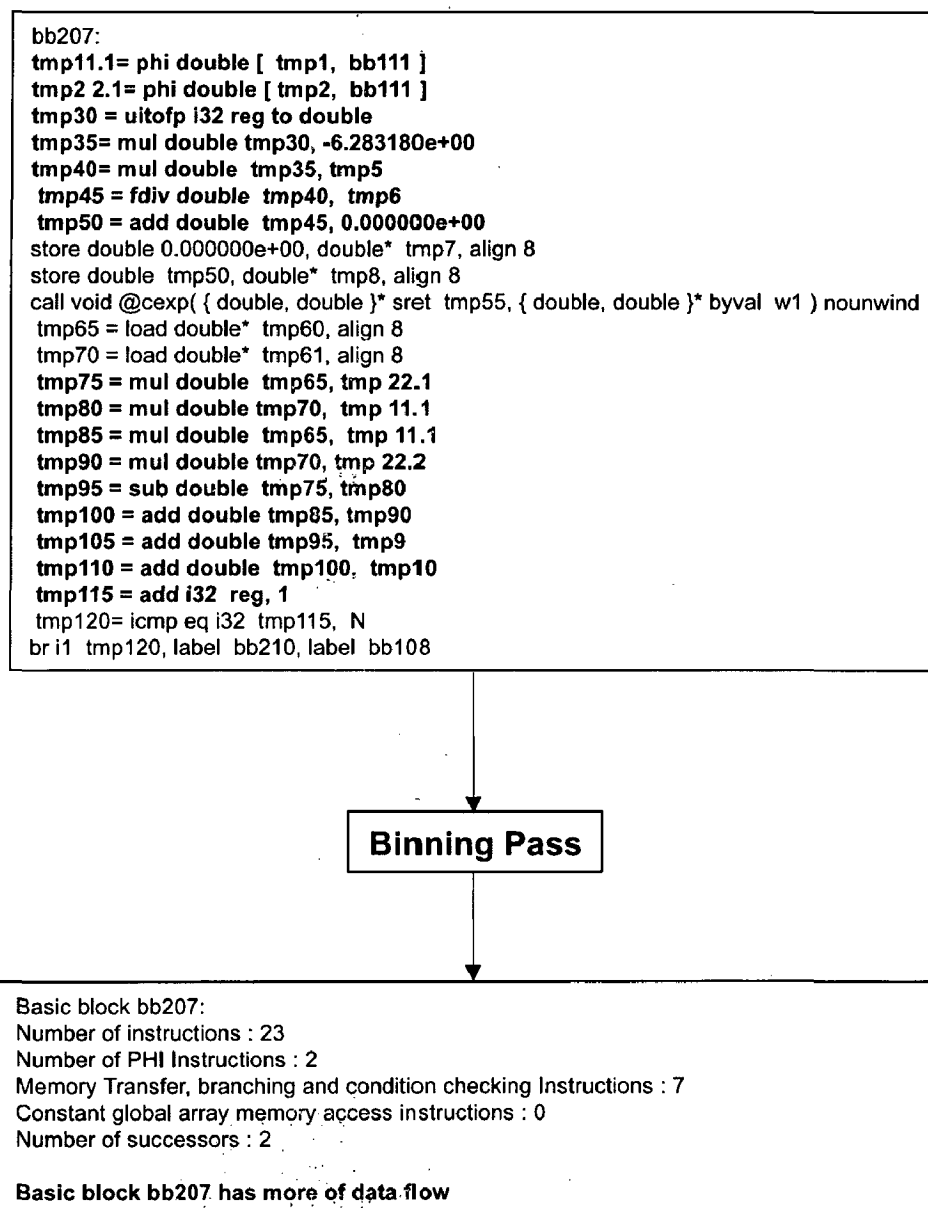 bb207:
tmp11.1= phi double [ tmp1, bb111 ]
tmp2 2.1= phi double [ tmp2, bb111 ]
tmp30 = uitofp i32 reg to double
tmp35= mul double tmp30, -6.283180e+00
tmp40= mul double tmp35, tmp5
tmp45 = fdiv double tmp40, tmp6
tmp50 = add double tmp45, 0.000000e+00
store double 0.000000e+00, double* tmp7, align 8
store double tmp50, double* tmp8, align 8
call void @cexp( { double, double }* sret tmp55, { double, double }* byval w1 ) nounwind
tmp65 = load double* tmp60, align 8
tmp70 = load double* tmp61, align 8
tmp75 = mul double tmp65, tmp 22.1
tmp80 = mul double tmp70, tmp 11.1
tmp85 = mul double tmp65, tmp 11.1
tmp90 = mul double tmp70, tmp 22.2
tmp95 = sub double tmp75, tmp80
tmp100 = add double tmp85, tmp90
tmp105 = add double tmp95, tmp9
tmp110 = add double tmp100, tmp10
tmp115 = add i32 reg, 1
tmp120= icmp eq i32 tmp115, N
br i1 tmp120, label bb210, label bb108
Binning Pass
Basic block bb207:
Number of instructions : 23
Number of PHI Instructions : 2
Memory Transfer, branching and condition checking Instructions : 7
Constant global array memory access instructions : 0
Number of successors : 2
Basic block bb207 has more of data flow